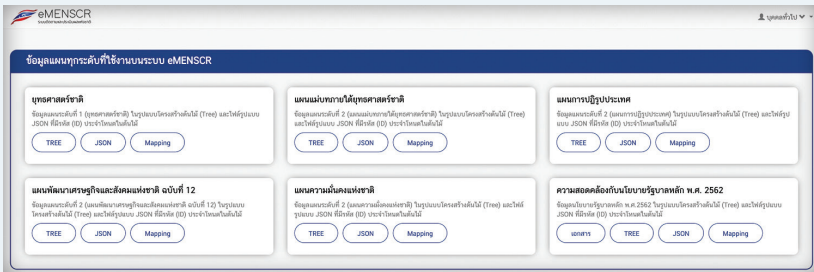 eMENSCR
ระบบติดตามและประเมินผลแห่งชาติ
บุคคลทั่วไป
ข้อมูลแผนทุกระดับที่ใช้งานบนระบบ eMENSCR
ยุทธศาสตร์ชาติ
ข้อมูลแผนระดับที่ 1 (ยุทธศาสตร์ชาติ) ในรูปแบบโครงสร้างต้นไม้ (Tree) และไฟล์รูปแบบ
JSON ที่มีรหัส (ID) ประจำโหนดในต้นไม้
TREE JSON Mapping
แผนแม่บทภายใต้ยุทธศาสตร์ชาติ
ข้อมูลแผนระดับที่ 2 (แผนแม่บทภายใต้ยุทธศาสตร์ชาติ) ในรูปแบบโครงสร้างต้นไม้ (Tree)
และไฟล์รูปแบบ JSON ที่มีรหัส (ID) ประจำโหนดในต้นไม้
TREE JSON Mapping
แผนการปฏิรูปประเทศ
ข้อมูลแผนระดับที่ 2 (แผนการปฏิรูปประเทศ) ในรูปแบบโครงสร้างต้นไม้ (Tree) และไฟล์รูป
แบบ JSON ที่มีรหัส (ID) ประจำโหนดในต้นไม้
TREE JSON Mapping
แผนพัฒนาเศรษฐกิจและสังคมแห่งชาติ ฉบับที่ 12
ข้อมูลแผนระดับที่ 2 (แผนพัฒนาเศรษฐกิจและสังคมแห่งชาติ ฉบับที่ 12) ในรูปแบบ
โครงสร้างต้นไม้ (Tree) และไฟล์รูปแบบ JSON ที่มีรหัส (ID) ประจำโหนดในต้นไม้
TREE JSON Mapping
แผนความมั่นคงแห่งชาติ
ข้อมูลแผนระดับที่ 2 (แผนความมั่นคงแห่งชาติ) ในรูปแบบโครงสร้างต้นไม้ (Tree) และไฟล์
รูปแบบ JSON ที่มีรหัส (ID) ประจำโหนดในต้นไม้
TREE JSON Mapping
ความสอดคล้องกับนโยบายรัฐบาลหลัก พ.ศ. 2562
ข้อมูลนโยบายรัฐบาลหลัก พ.ศ.2562 ในรูปแบบโครงสร้างต้นไม้ (Tree) และไฟล์รูปแบบ
JSON ที่มีรหัส (ID) ประจำโหนดในต้นไม้
เอกสาร TREE JSON Mapping